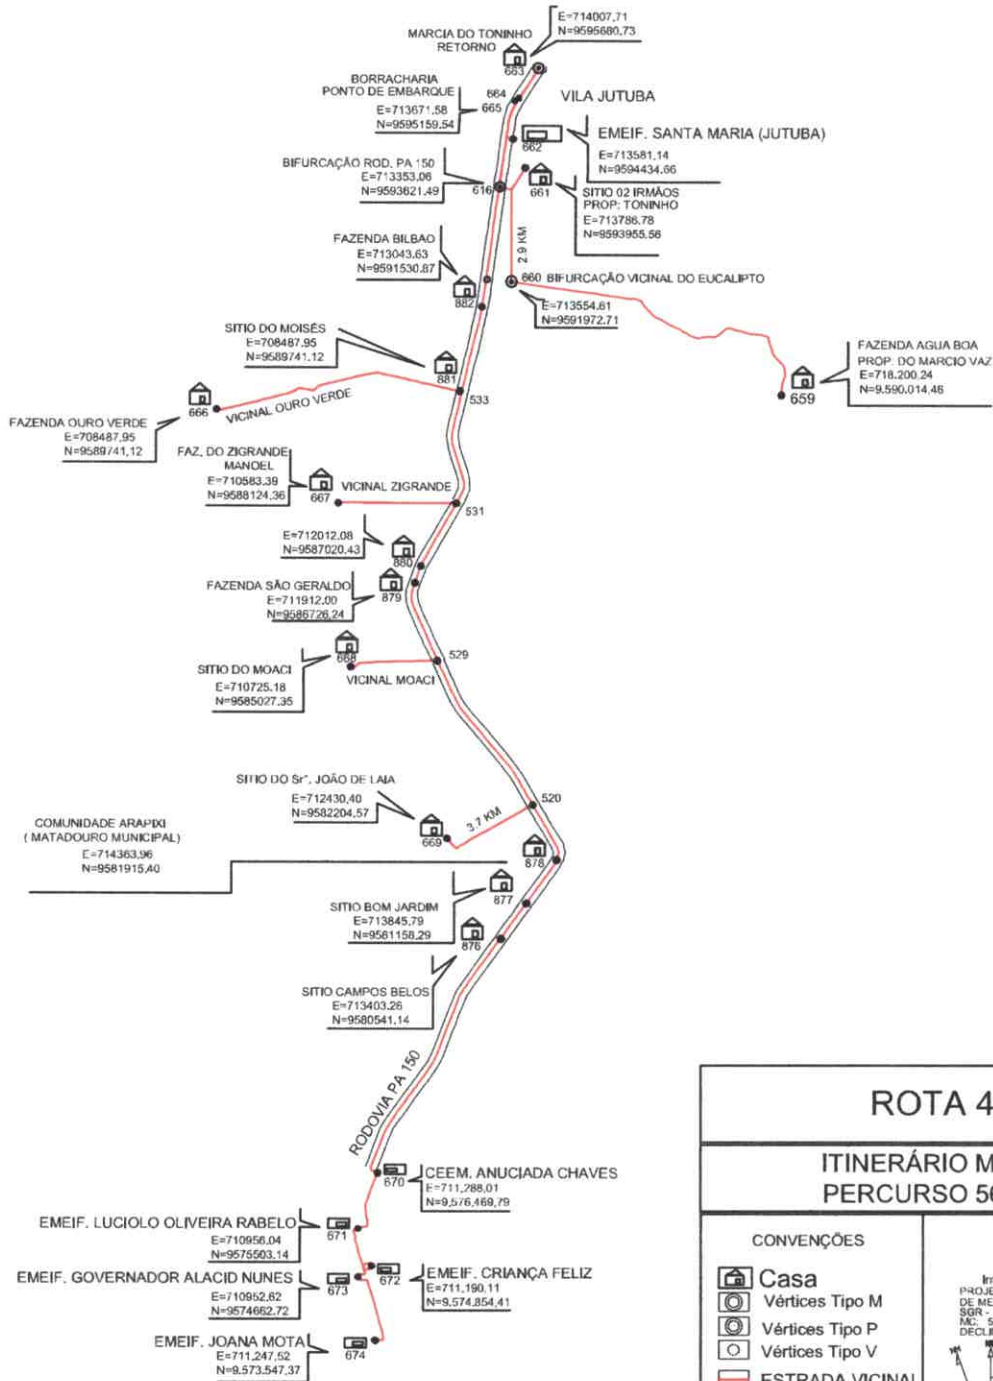 E=714007,71
N=9595680,73
MARCIA DO TONINHO
RETORNO
663
BORRACHARIA
PONTO DE EMBARQUE
E=713671.58
N=9595159.54
664
665
VILA JUTUBA
662
EMEIF. SANTA MARIA (JUTUBA)
E=713581,14
N=9594434.66
BIFURCAÇÃO ROD. PA 150
E=713353,06
N=9593621.49
616
661
SITIO 02 IRMÃOS
PROP: TONINHO
E=713786.78
N=9593955.56
2.9 KM
FAZENDA BILBAO
E=713043.63
N=9591530.87
882
660 BIFURCAÇÃO VICINAL DO EUCALIPTO
E=713554.61
N=9591972.71
SITIO DO MOISÉS
E=708487.95
N=9589741.12
881
533
FAZENDA AGUA BOA
PROP. DO MARCIO VAZ
E=718.200.24
N=9.590.014,46
659
666
VICINAL OURO VERDE
FAZENDA OURO VERDE
E=708487,95
N=9589741,12
FAZ. DO ZIGRANDE
MANOEL
E=710583,39
N=9588124,36
667
VICINAL ZIGRANDE
531
E=712012.08
N=9587020.43
880
FAZENDA SÃO GERALDO
E=711912.00
N=9586726,24
879
668
529
SITIO DO MOACI
E=710725.18
N=9585027.35
VICINAL MOACI
SITIO DO Srº. JOÃO DE LAIA
E=712430,40
N=9582204,57
669
3.7 KM
520
COMUNIDADE ARAPIXI
( MATADOURO MUNICIPAL)
E=714363,96
N=9581915.40
878
877
SITIO BOM JARDIM
E=713845.79
N=9581158.29
876
SITIO CAMPOS BELOS
E=713403.26
N=9580541,14
RODOVIA PA 150
670
CEEM. ANUCIADA CHAVES
E=711,288,01
N=9,576,469,79
EMEIF. LUCIOLO OLIVEIRA RABELO
E=710956.04
N=9575503.14
671
672
EMEIF. CRIANÇA FELIZ
E=711,190.11
N=9.574,854,41
EMEIF. GOVERNADOR ALACID NUNES
E=710952,62
N=9574662.72
673
EMEIF. JOANA MOTA
E=711,247,52
N=9.573.547,37
674
ROTA 4
ITINERÁRIO M
PERCURSO 56
CONVENÇÕES
Casa
Vértices Tipo M
Vértices Tipo P
Vértices Tipo V
ESTRADA VICINAL
PROJE
DE ME
SGR -
MC: 5
DECLI